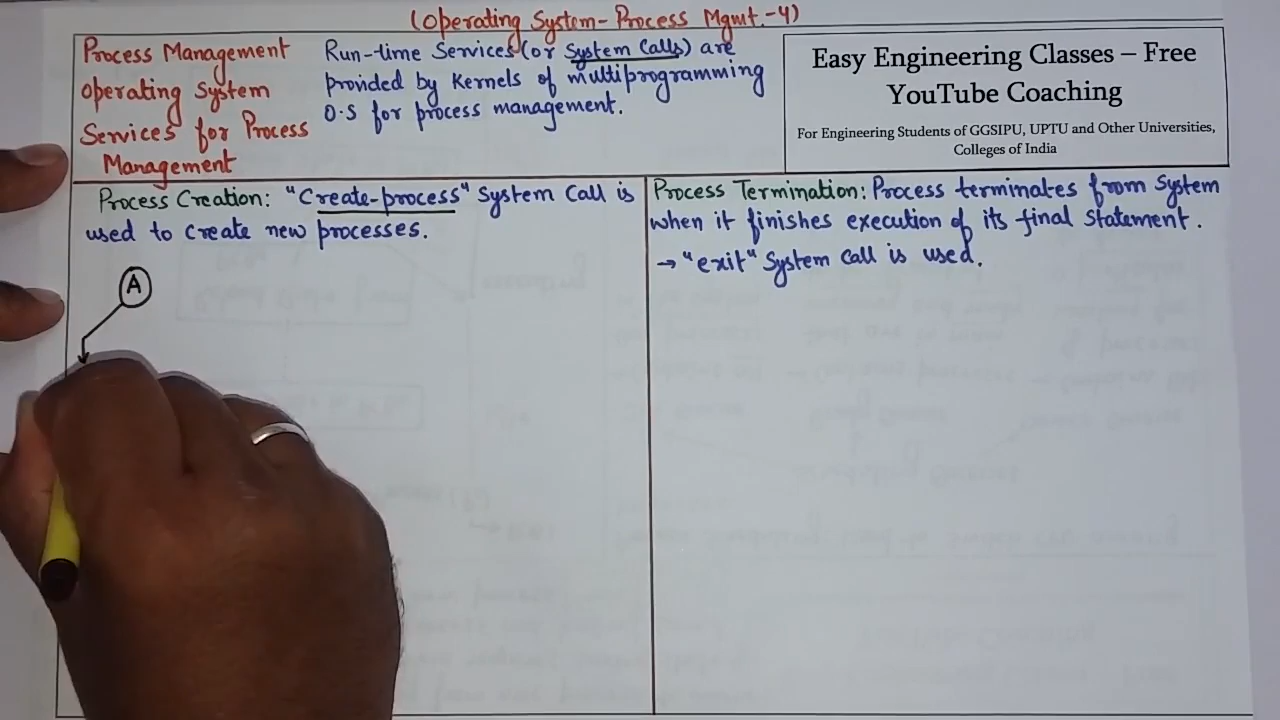 (Operating System- Process Mgmt.-4)
Process Management
operating System
Services for Process
Management
Run-time Services (or System Calls) are
provided by Kernels of multiprogramming
O.S for process management.
Easy Engineering Classes – Free
YouTube Coaching
For Engineering Students of GGSIPU, UPTU and Other Universities,
Colleges of India
Process Creation: "Create-process" System Call is
used to create new processes.
A
Process Termination: Process terminates from System
when it finishes execution of its final statement.
→ "exit" System call is used.